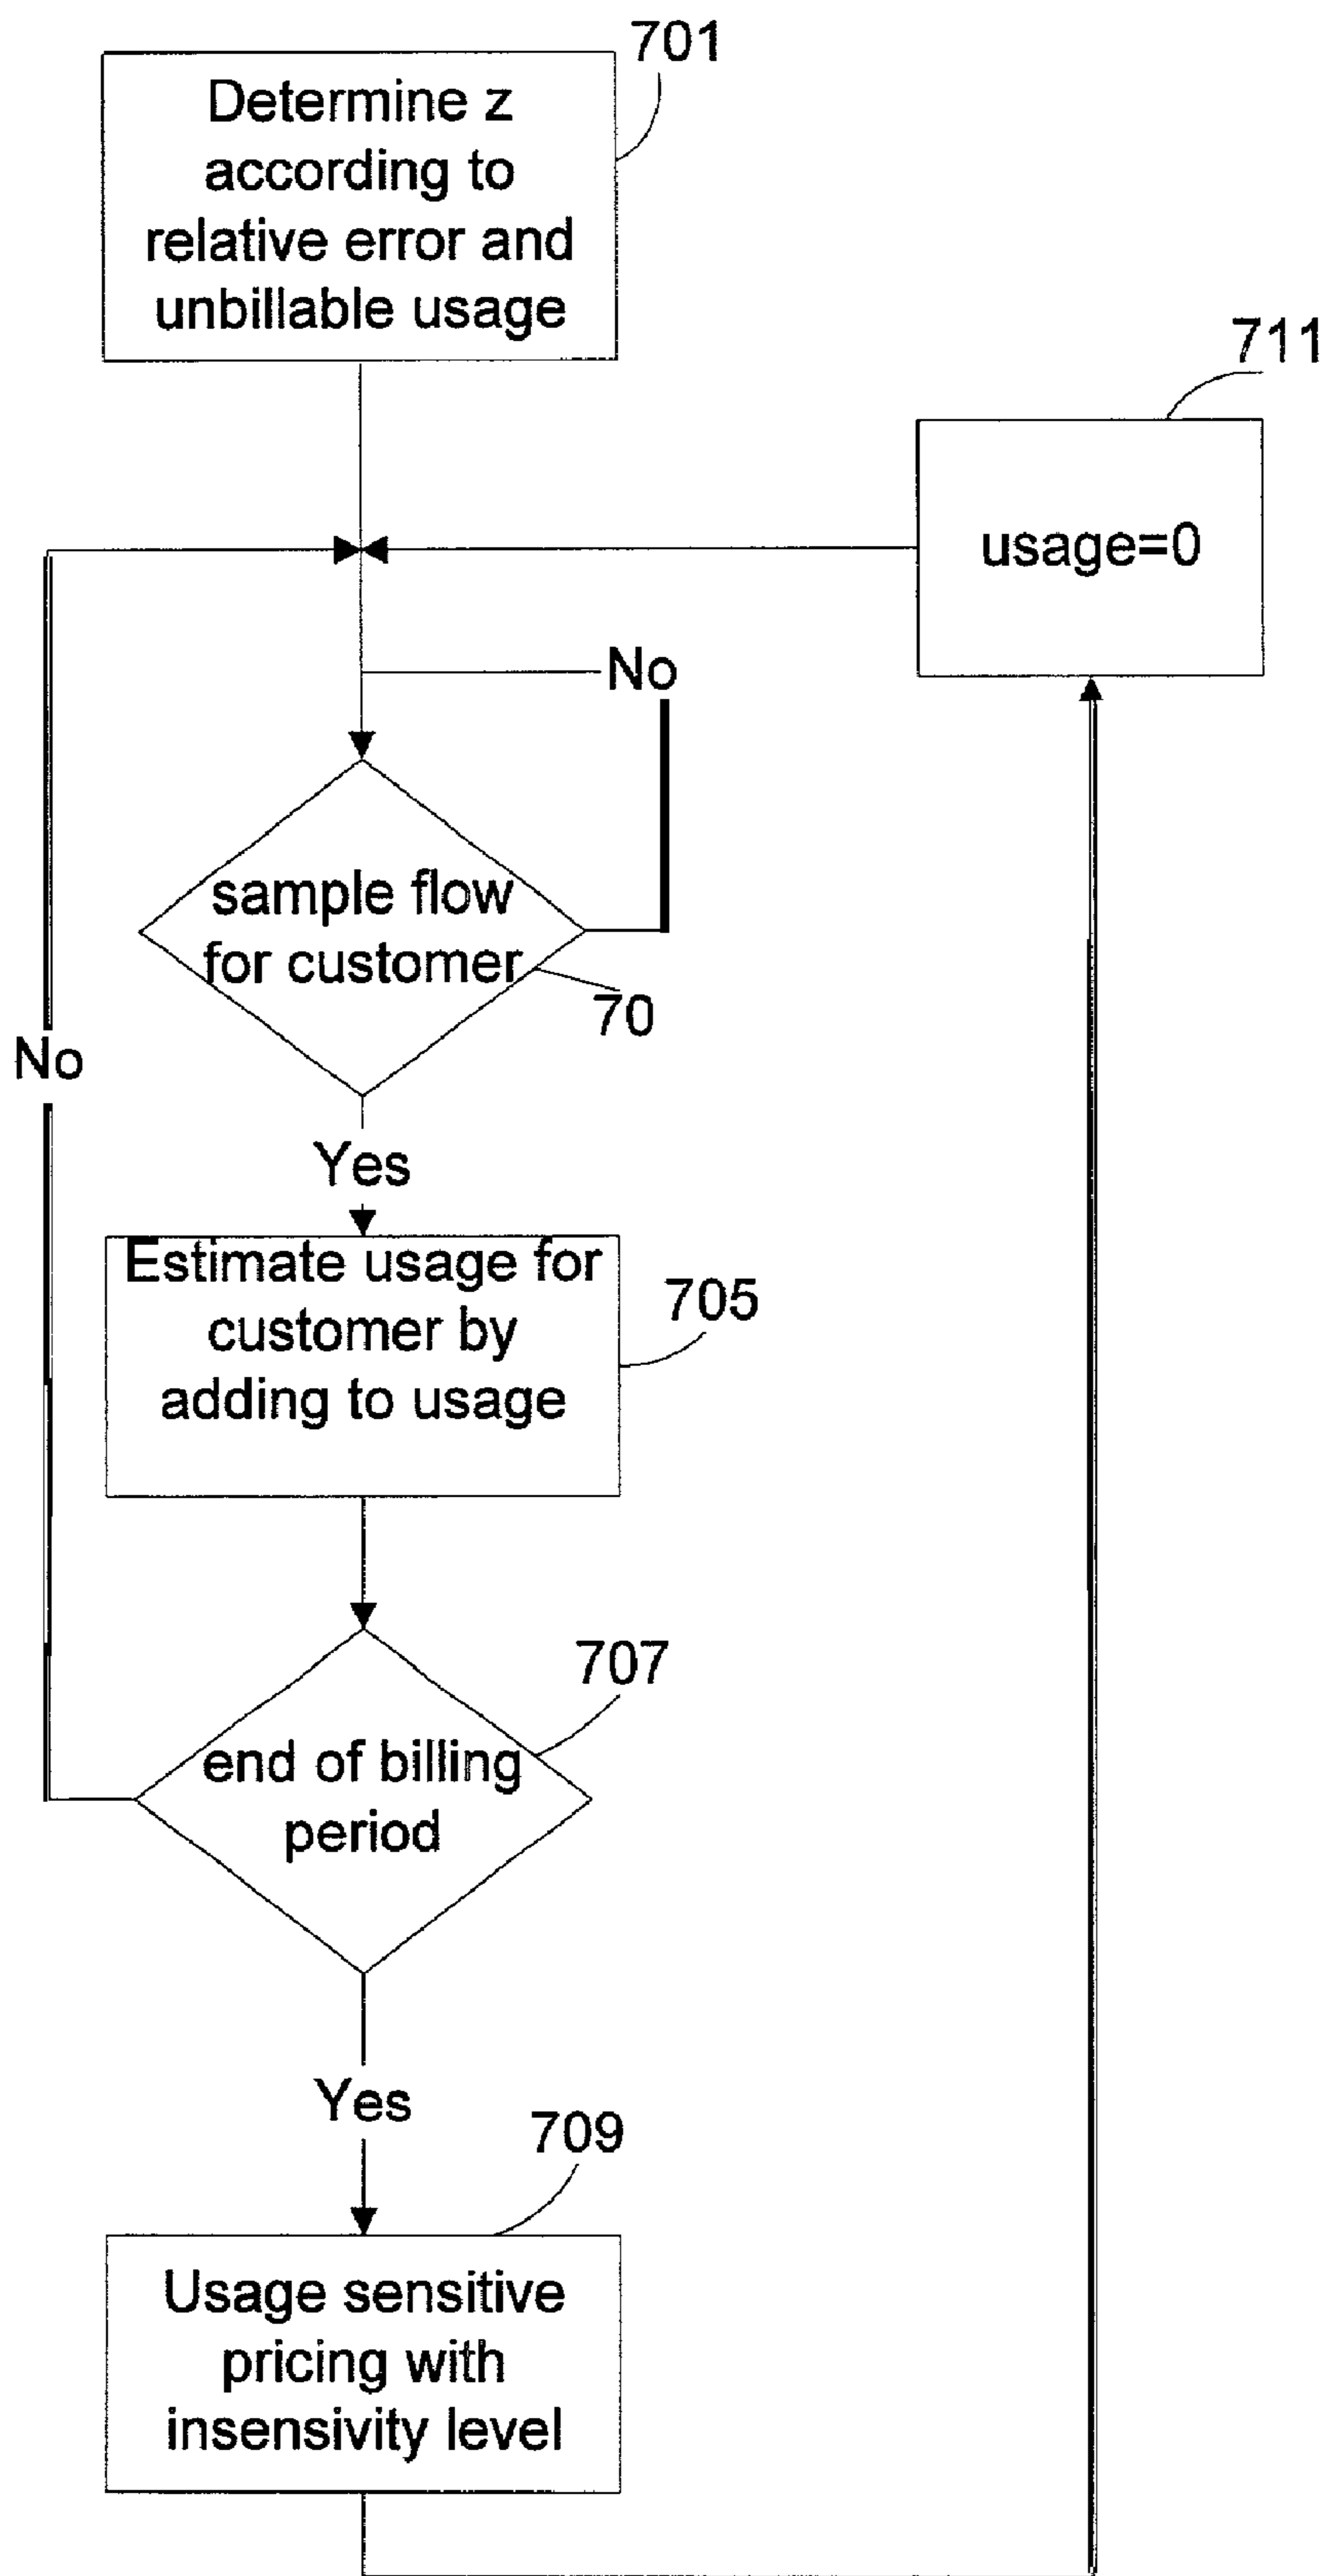 701
Determine z
according to
relative error and
unbillable usage
711
usage=0
No
sample flow
for customer
70
No
Yes
Estimate usage for
customer by
adding to usage
705
707
end of billing
period
Yes
709
Usage sensitive
pricing with
insensivity level